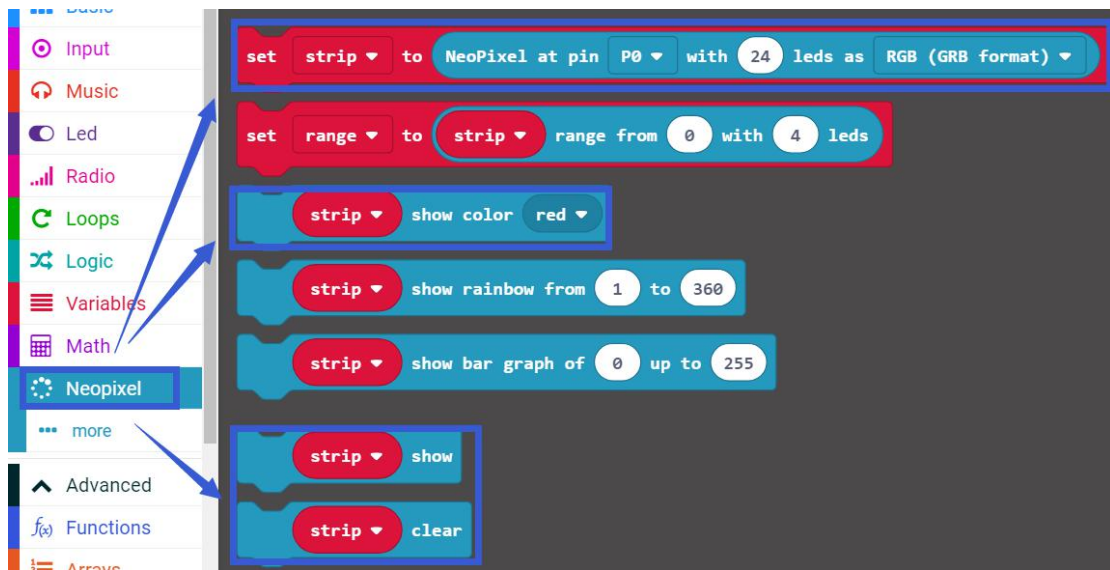 Basic
Input
Music
Led
Radio
Loops
Logic
Variables
Math
Neopixel
more
Advanced
f(x) Functions
Arrays
set strip to NeoPixel at pin P0 with 24 leds as RGB (GRB format)
set range to strip range from 0 with 4 leds
strip show color red
strip show rainbow from 1 to 360
strip show bar graph of 0 up to 255
strip show
strip clear